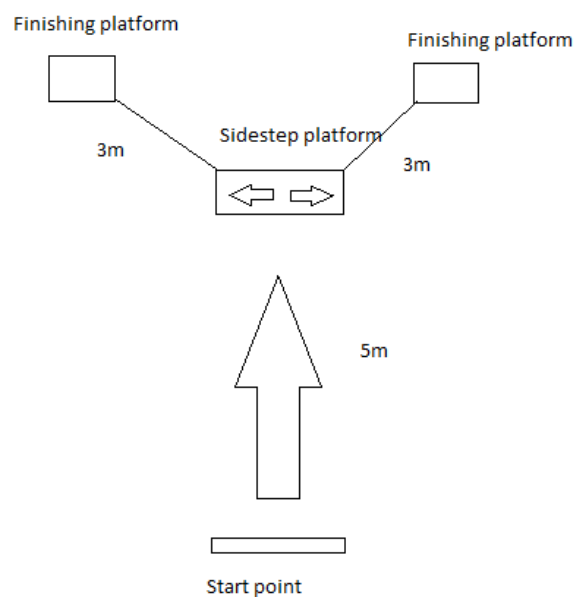 Finishing platform
Finishing platform
Sidestep platform
3m
3m
5m
Start point